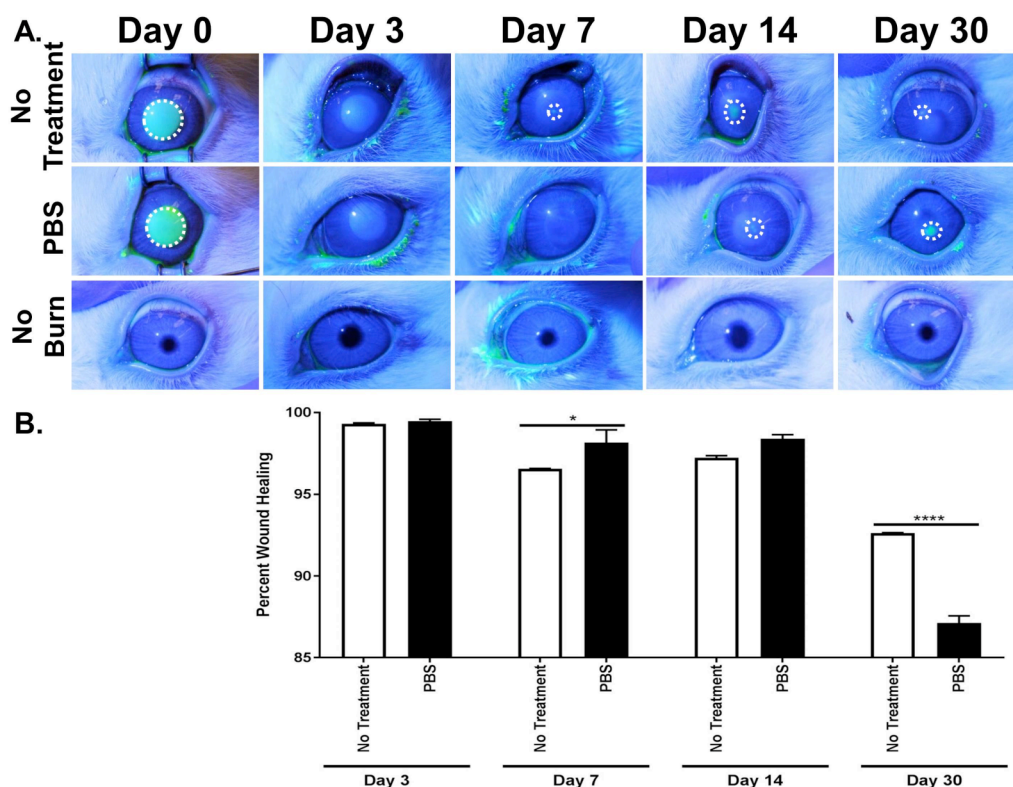 A.
Day 0 Day 3 Day 7 Day 14 Day 30
No
Treatment
PBS
No
Burn
B.
Percent Wound Healing
100
95
90
85
*
****
No Treatment
PBS
No Treatment
PBS
No Treatment
PBS
No Treatment
PBS
Day 3
Day 7
Day 14
Day 30